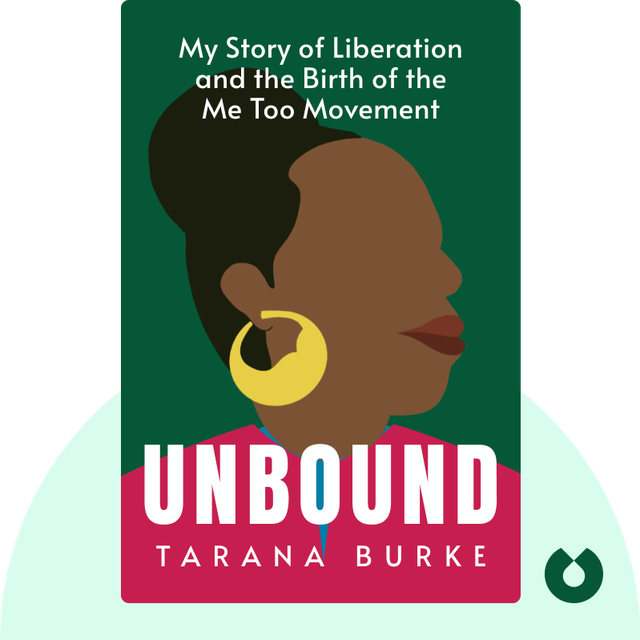 My Story of Liberation
and the Birth of the
Me Too Movement
UNBOUND
TARANA BURKE